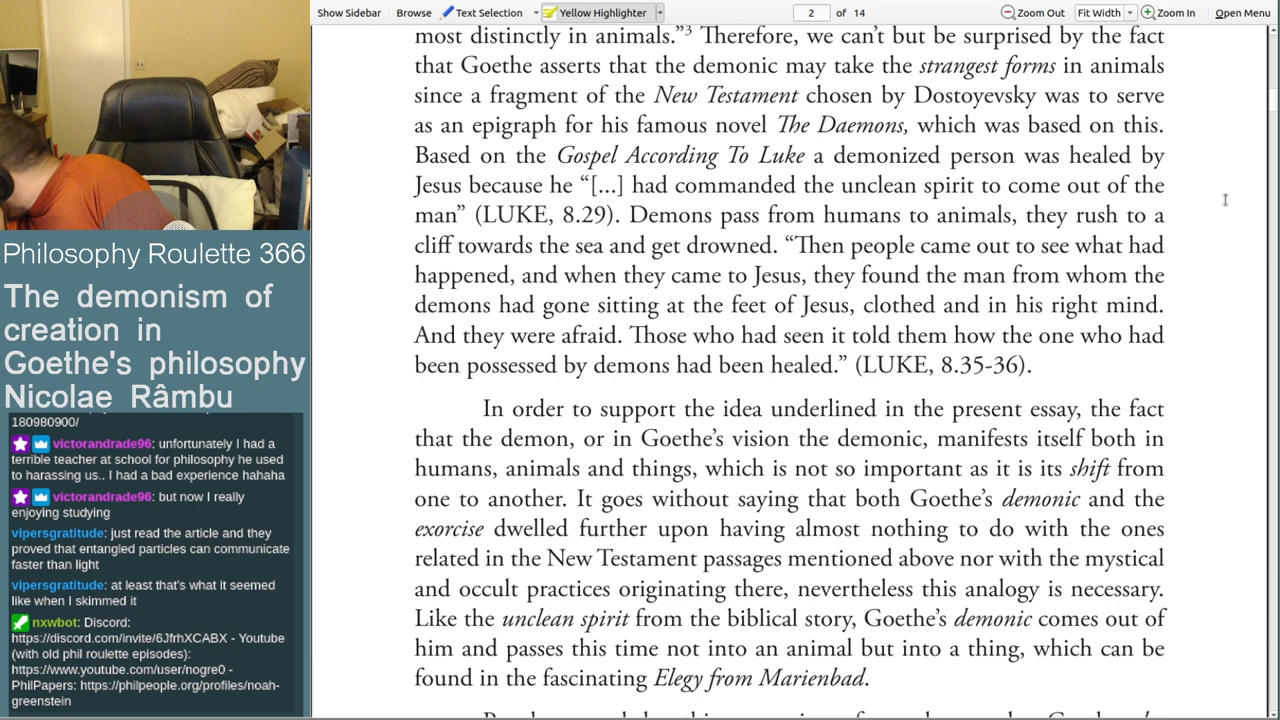 Show Sidebar Browse Text Selection Yellow Highlighter 2 of 14 Zoom Out Fit Width Zoom In Open Menu
most distinctly in animals.”³ Therefore, we can’t but be surprised by the fact
that Goethe asserts that the demonic may take the strangest forms in animals
since a fragment of the New Testament chosen by Dostoyevsky was to serve
as an epigraph for his famous novel The Daemons, which was based on this.
Based on the Gospel According To Luke a demonized person was healed by
Jesus because he “[...] had commanded the unclean spirit to come out of the
man” (LUKE, 8.29). Demons pass from humans to animals, they rush to a
cliff towards the sea and get drowned. “Then people came out to see what had
happened, and when they came to Jesus, they found the man from whom the
demons had gone sitting at the feet of Jesus, clothed and in his right mind.
And they were afraid. Those who had seen it told them how the one who had
been possessed by demons had been healed.” (LUKE, 8.35-36).
In order to support the idea underlined in the present essay, the fact
that the demon, or in Goethe’s vision the demonic, manifests itself both in
humans, animals and things, which is not so important as it is its shift from
one to another. It goes without saying that both Goethe’s demonic and the
exorcise dwelled further upon having almost nothing to do with the ones
related in the New Testament passages mentioned above nor with the mystical
and occult practices originating there, nevertheless this analogy is necessary.
Like the unclean spirit from the biblical story, Goethe’s demonic comes out of
him and passes this time not into an animal but into a thing, which can be
found in the fascinating Elegy from Marienbad.
Philosophy Roulette 366
The demonism of
creation in
Goethe's philosophy
Nicolae Râmbu
180980900/
victorandrade96: unfortunately I had a
terrible teacher at school for philosophy he used
to harassing us.. I had a bad experience hahaha
victorandrade96: but now I really
enjoying studying
vipersgratitude: just read the article and they
proved that entangled particles can communicate
faster than light
vipersgratitude: at least that's what it seemed
like when I skimmed it
nxwbot: Discord:
https://discord.com/invite/6JfrhXCABX - Youtube
(with old phil roulette episodes):
https://www.youtube.com/user/nogre0 -
PhilPapers: https://philpeople.org/profiles/noah-
greenstein